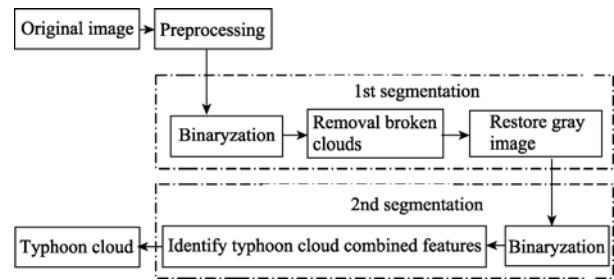 Original image
Preprocessing
1st segmentation
Binaryzation
Removal broken
clouds
Restore gray
image
2nd segmentation
Typhoon cloud
Identify typhoon cloud combined features
Binaryzation